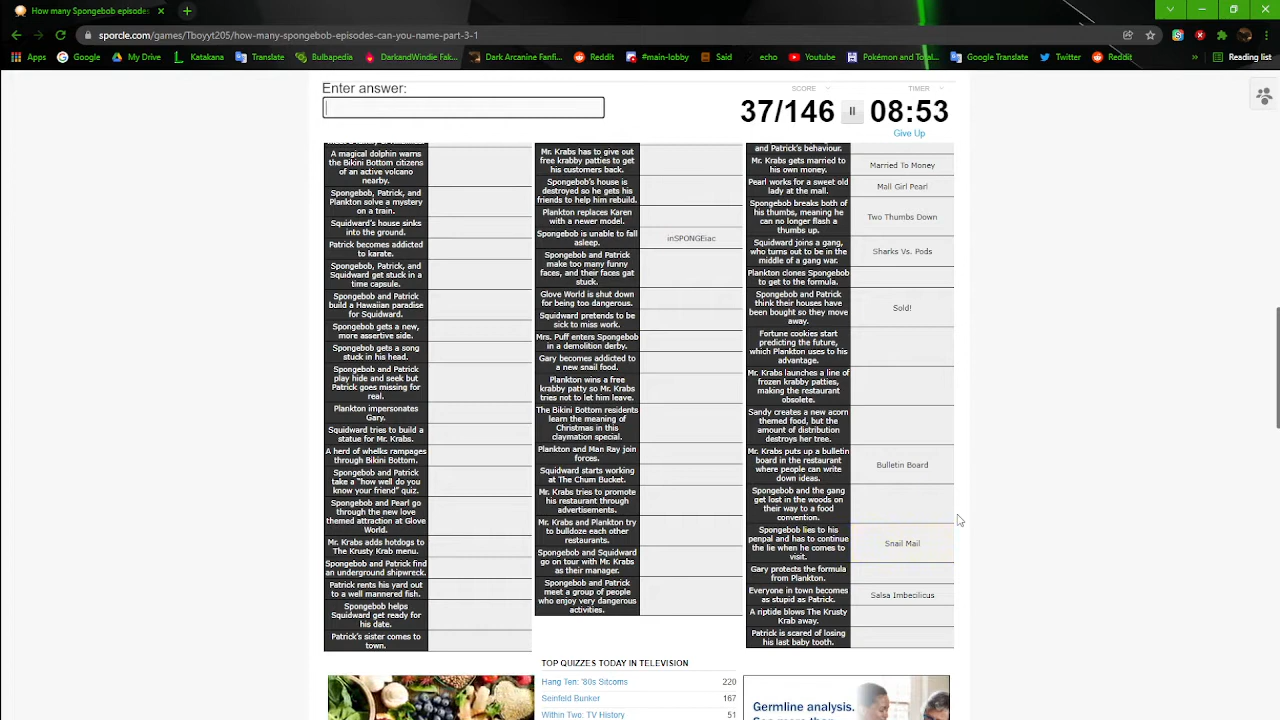 How many Spongebob episodes
sporcle.com/games/Tboyyt205/how-many-spongebob-episodes-can-you-name-part-3-1
Apps
Google
My Drive
Katakana
Translate
Bulbapedia
DarkandWindie Fak...
Dark Arcanine Fanfi...
Reddit
#main-lobby
Said
echo
Youtube
Pokémon and Total...
Google Translate
Twitter
Reddit
»
Reading list
Enter answer:
SCORE
TIMER
37/146
08:53
Give Up
A magical dolphin warns
the Bikini Bottom citizens
of an active volcano
nearby.
Spongebob, Patrick, and
Plankton solve a mystery
on a train.
Squidward's house sinks
into the ground.
Patrick becomes addicted
to karate.
Spongebob, Patrick, and
Squidward get stuck in a
time capsule.
Spongebob and Patrick
build a Hawaiian paradise
for Squidward.
Spongebob gets a new,
more assertive side.
Spongebob gets a song
stuck in his head.
Spongebob and Patrick
play hide and seek but
Patrick goes missing for
real.
Plankton impersonates
Gary.
Squidward tries to build a
statue for Mr. Krabs.
A herd of whelks rampages
through Bikini Bottom.
Spongebob and Patrick
take a "how well do you
know your friend" quiz.
Spongebob and Pearl go
through the new love
themed attraction at Glove
World.
Mr. Krabs adds hotdogs to
The Krusty Krab menu.
Spongebob and Patrick find
an underground shipwreck.
Patrick rents his yard out
to a well mannered fish.
Spongebob helps
Squidward get ready for
his date.
Patrick's sister comes to
town.
Mr. Krabs has to give out
free krabby patties to get
his customers back.
Spongebob's house is
destroyed so he gets his
friends to help him rebuild.
Plankton replaces Karen
with a newer model.
Spongebob is unable to fall
asleep.
inSPONGEiac
Spongebob and Patrick
make too many funny
faces, and their faces gat
stuck.
Glove World is shut down
for being too dangerous.
Squidward pretends to be
sick to miss work.
Mrs. Puff enters Spongebob
in a demolition derby.
Gary becomes addicted to
a new snail food.
Plankton wins a free
krabby patty so Mr. Krabs
tries not to let him leave.
The Bikini Bottom residents
learn the meaning of
Christmas in this
claymation special.
Plankton and Man Ray join
forces.
Squidward starts working
at The Chum Bucket.
Mr. Krabs tries to promote
his restaurant through
advertisements.
Mr. Krabs and Plankton try
to bulldoze each other
restaurants.
Spongebob and Squidward
go on tour with Mr. Krabs
as their manager.
Spongebob and Patrick
meet a group of people
who enjoy very dangerous
activities.
and Patrick's behaviour.
Mr. Krabs gets married to
his own money.
Married To Money
Pearl works for a sweet old
lady at the mall.
Mall Girl Pearl
Spongebob breaks both of
his thumbs, meaning he
can no longer flash a
thumbs up.
Two Thumbs Down
Squidward joins a gang,
who turns out to be in the
middle of a gang war.
Sharks Vs. Pods
Plankton clones Spongebob
to get to the formula.
Spongebob and Patrick
think their houses have
been bought so they move
away.
Sold!
Fortune cookies start
predicting the future,
which Plankton uses to his
advantage.
Mr. Krabs launches a line of
frozen krabby patties,
making the restaurant
obsolete.
Sandy creates a new acorn
themed food, but the
amount of distribution
destroys her tree.
Mr. Krabs puts up a bulletin
board in the restaurant
where people can write
down ideas.
Bulletin Board
Spongebob and the gang
get lost in the woods on
their way to a food
convention.
Spongebob lies to his
penpal and has to continue
the lie when he comes to
visit.
Snail Mail
Gary protects the formula
from Plankton.
Everyone in town becomes
as stupid as Patrick.
Salsa Imbecilicus
A riptide blows The Krusty
Krab away.
Patrick is scared of losing
his last baby tooth.
TOP QUIZZES TODAY IN TELEVISION
Hang Ten: '80s Sitcoms 220
Seinfeld Bunker 167
Within Two: TV History 51
Germline analysis.